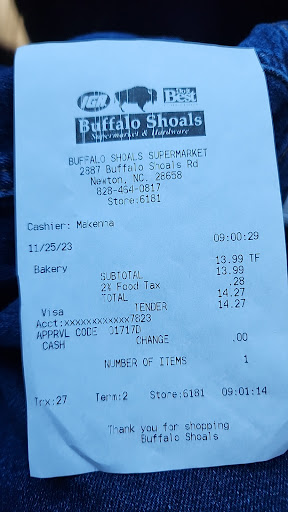 IGA
Best
Buffalo Shoals
Supermarket & Hardware
BUFFALO SHOALS SUPERMARKET
2887 Buffalo Shoals Rd
Newton, NC. 28658
828-464-0817
Store:6181
Cashier: Makenna
11/25/23 09:00:29
Bakery 13.99 TF
SUBTOTAL 13.99
2% Food Tax .28
TOTAL 14.27
Visa TENDER 14.27
Acct:xxxxxxxxxxxx7823
APPRVL CODE 01717D
CASH CHANGE .00
NUMBER OF ITEMS 1
Trx:27 Term:2 Store:6181 09:01:14
Thank you for shopping
Buffalo Shoals